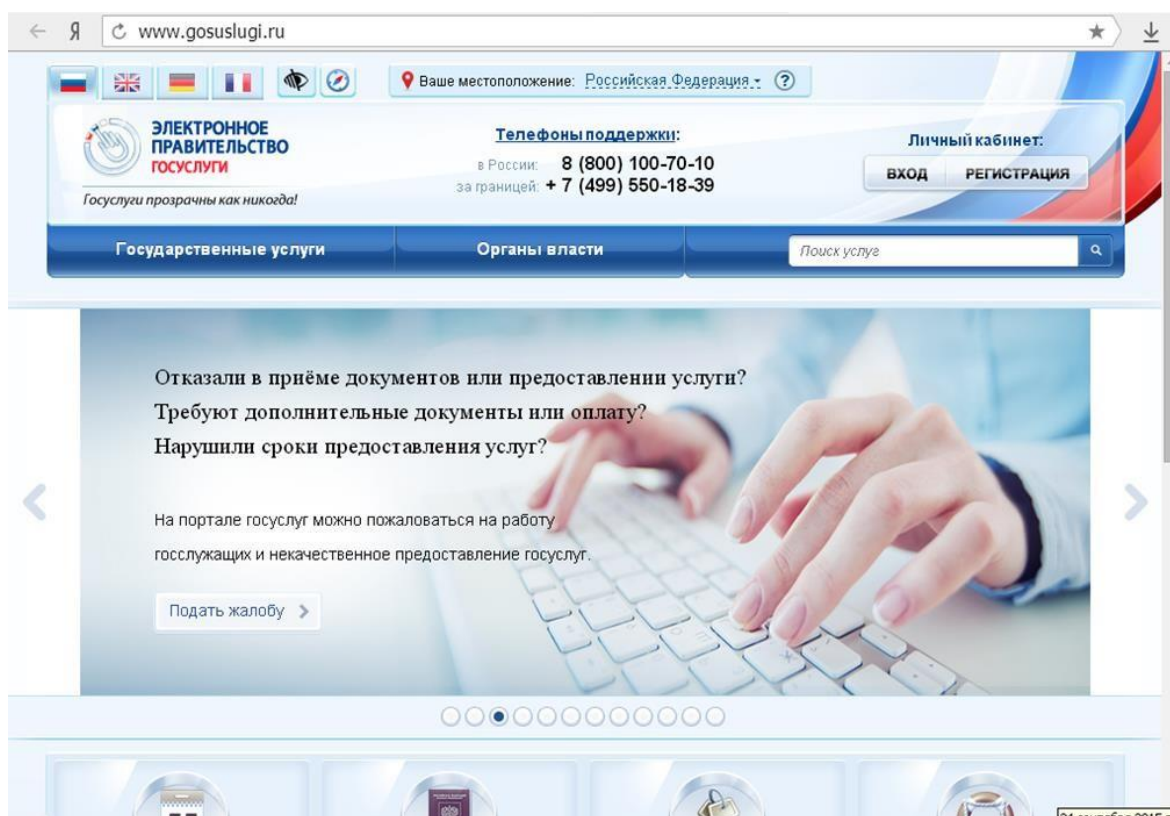 Я www.gosuslugi.ru
Ваше местоположение: Российская Федерация ?
ЭЛЕКТРОННОЕ
ПРАВИТЕЛЬСТВО
ГОСУСЛУГИ
Госуслуги прозрачны как никогда!
Телефоны поддержки:
в России: 8 (800) 100-70-10
за границей: + 7 (499) 550-18-39
Личный кабинет:
ВХОД РЕГИСТРАЦИЯ
Государственные услуги Органы власти Поиск услуг
Отказали в приёме документов или предоставлении услуги?
Требуют дополнительные документы или оплату?
Нарушили сроки предоставления услуг?
На портале госуслуг можно пожаловаться на работу
госслужащих и некачественное предоставление госуслуг.
Подать жалобу